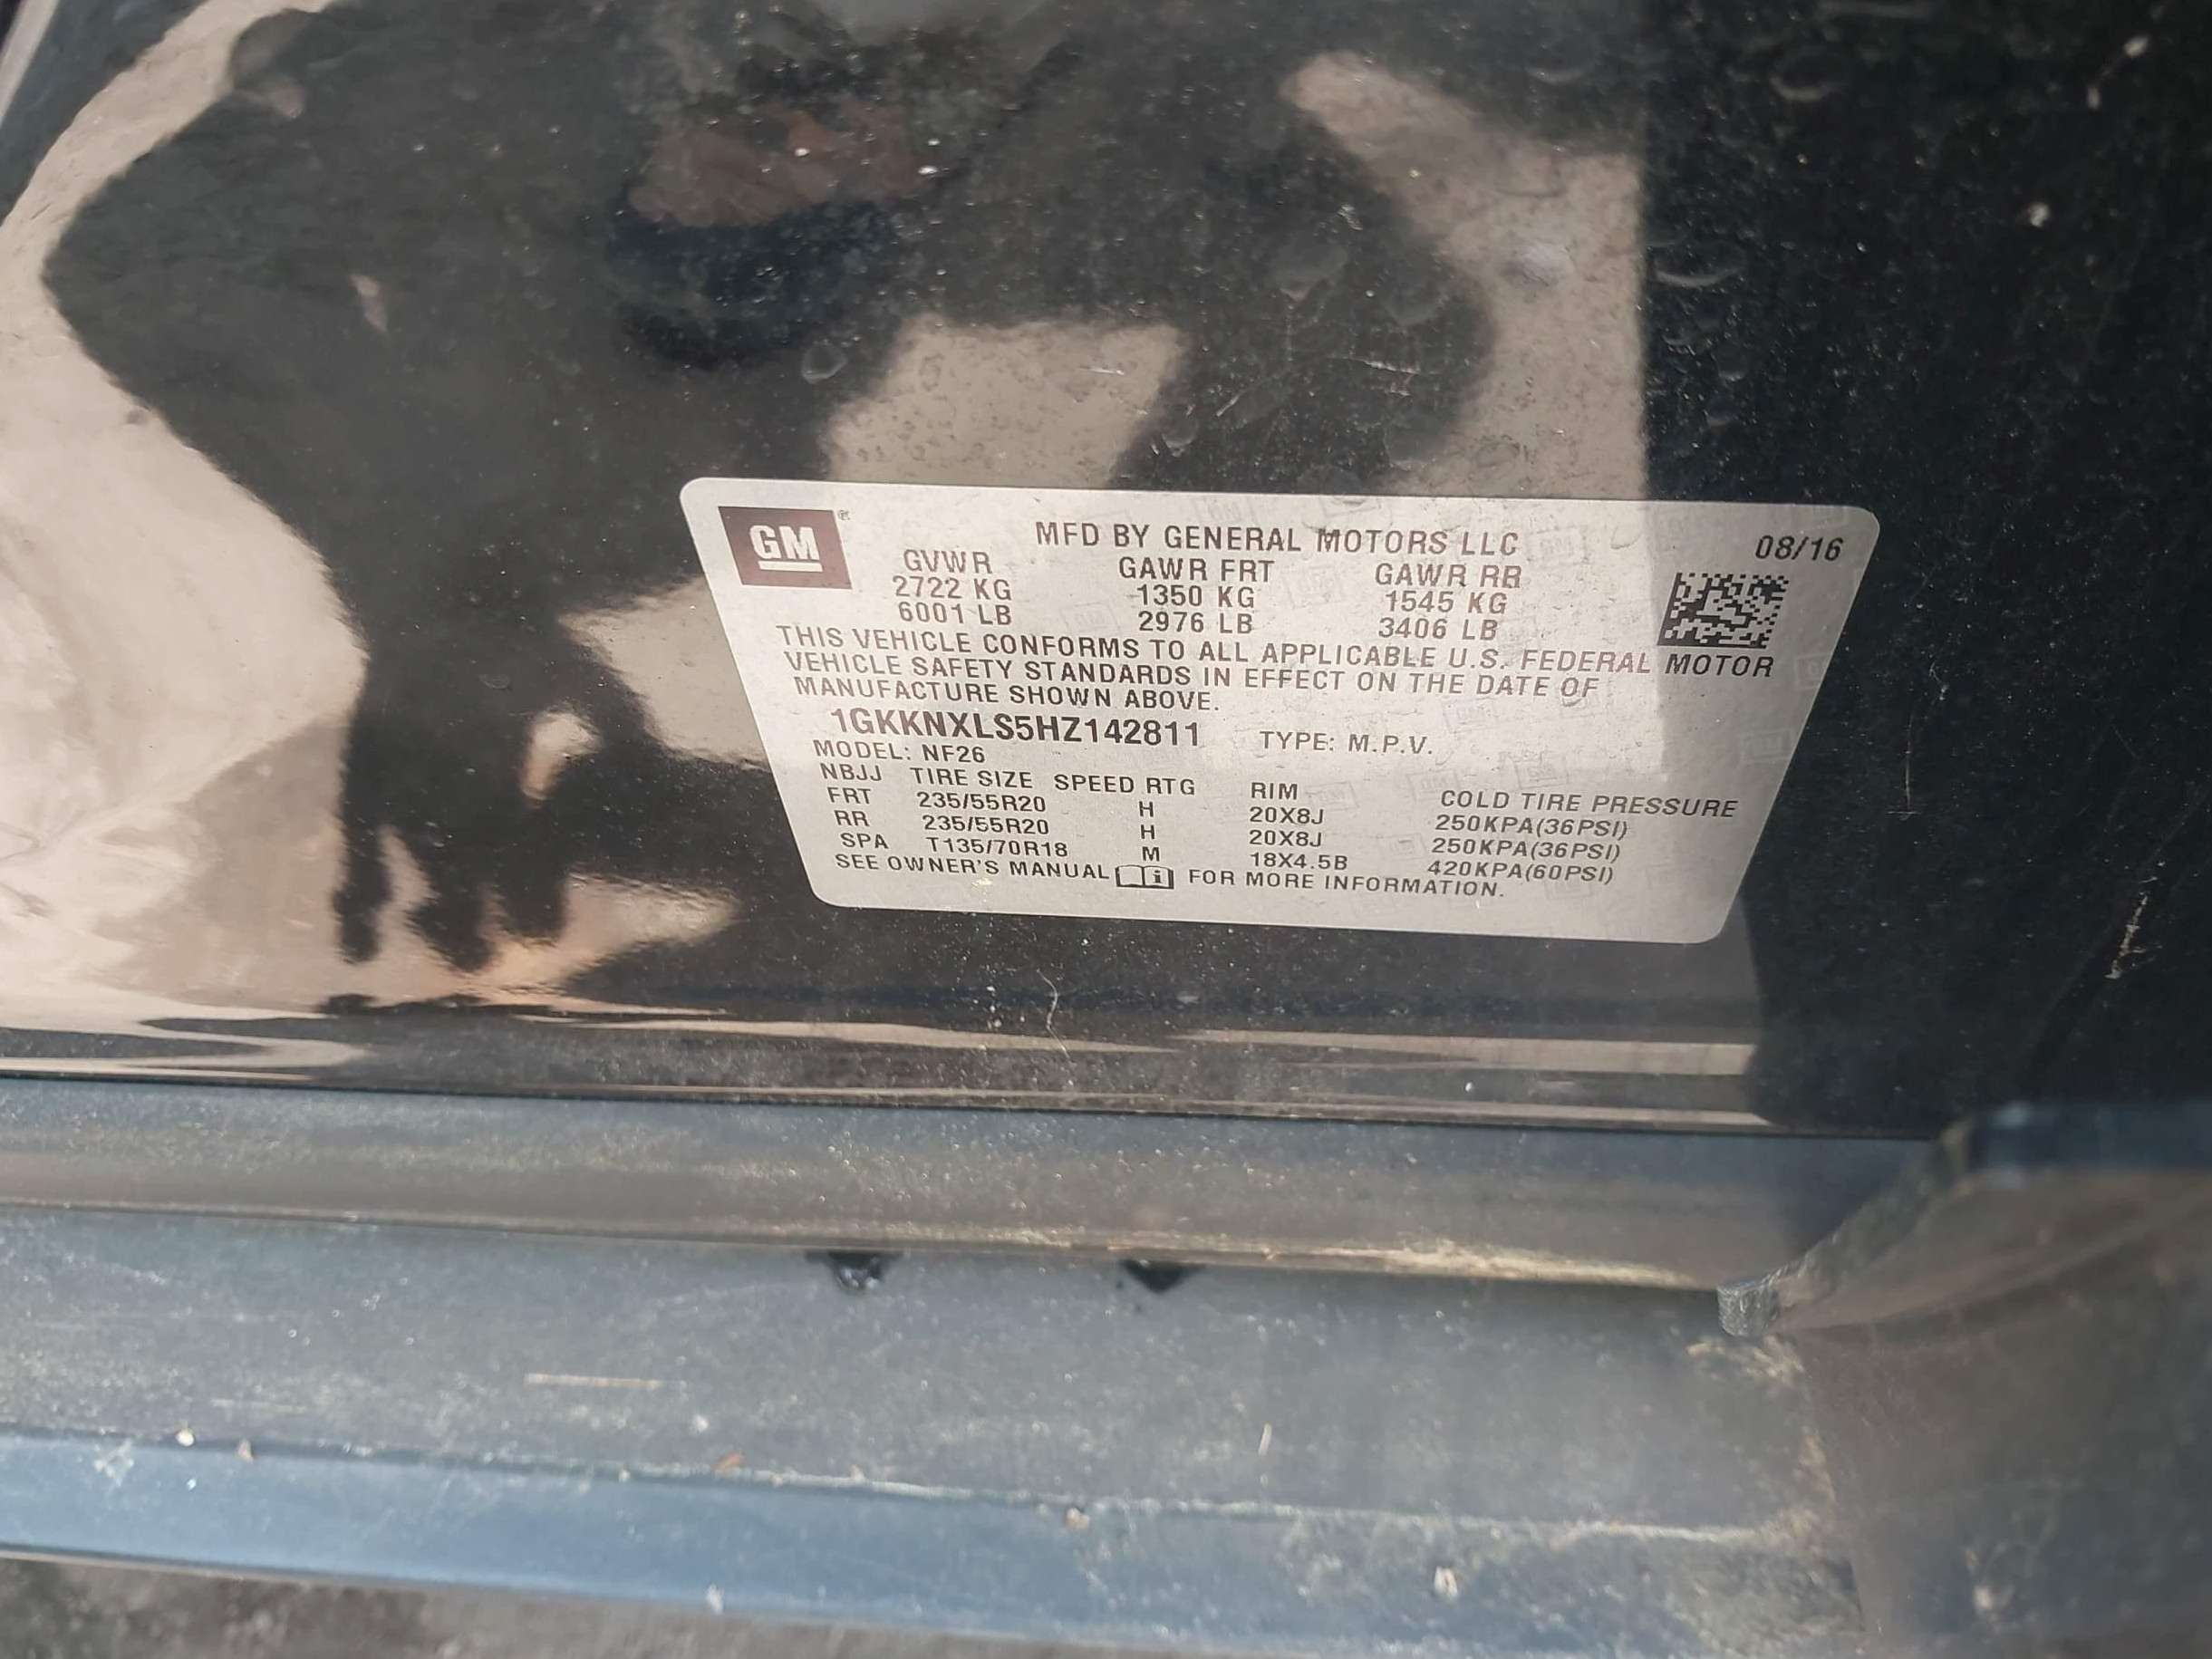 GM ®
MFD BY GENERAL MOTORS LLC 08/16
GVWR GAWR FRT GAWR RR
2722 KG 1350 KG 1545 KG
6001 LB 2976 LB 3406 LB
THIS VEHICLE CONFORMS TO ALL APPLICABLE U.S. FEDERAL MOTOR
VEHICLE SAFETY STANDARDS IN EFFECT ON THE DATE OF
MANUFACTURE SHOWN ABOVE.
1GKKNXLS5HZ142811 TYPE: M.P.V.
MODEL: NF26
NBJJ TIRE SIZE SPEED RTG RIM COLD TIRE PRESSURE
FRT 235/55R20 H 20X8J 250KPA(36PSI)
RR 235/55R20 H 20X8J 250KPA(36PSI)
SPA T135/70R18 M 18X4.5B 420KPA(60PSI)
SEE OWNER'S MANUAL i FOR MORE INFORMATION.